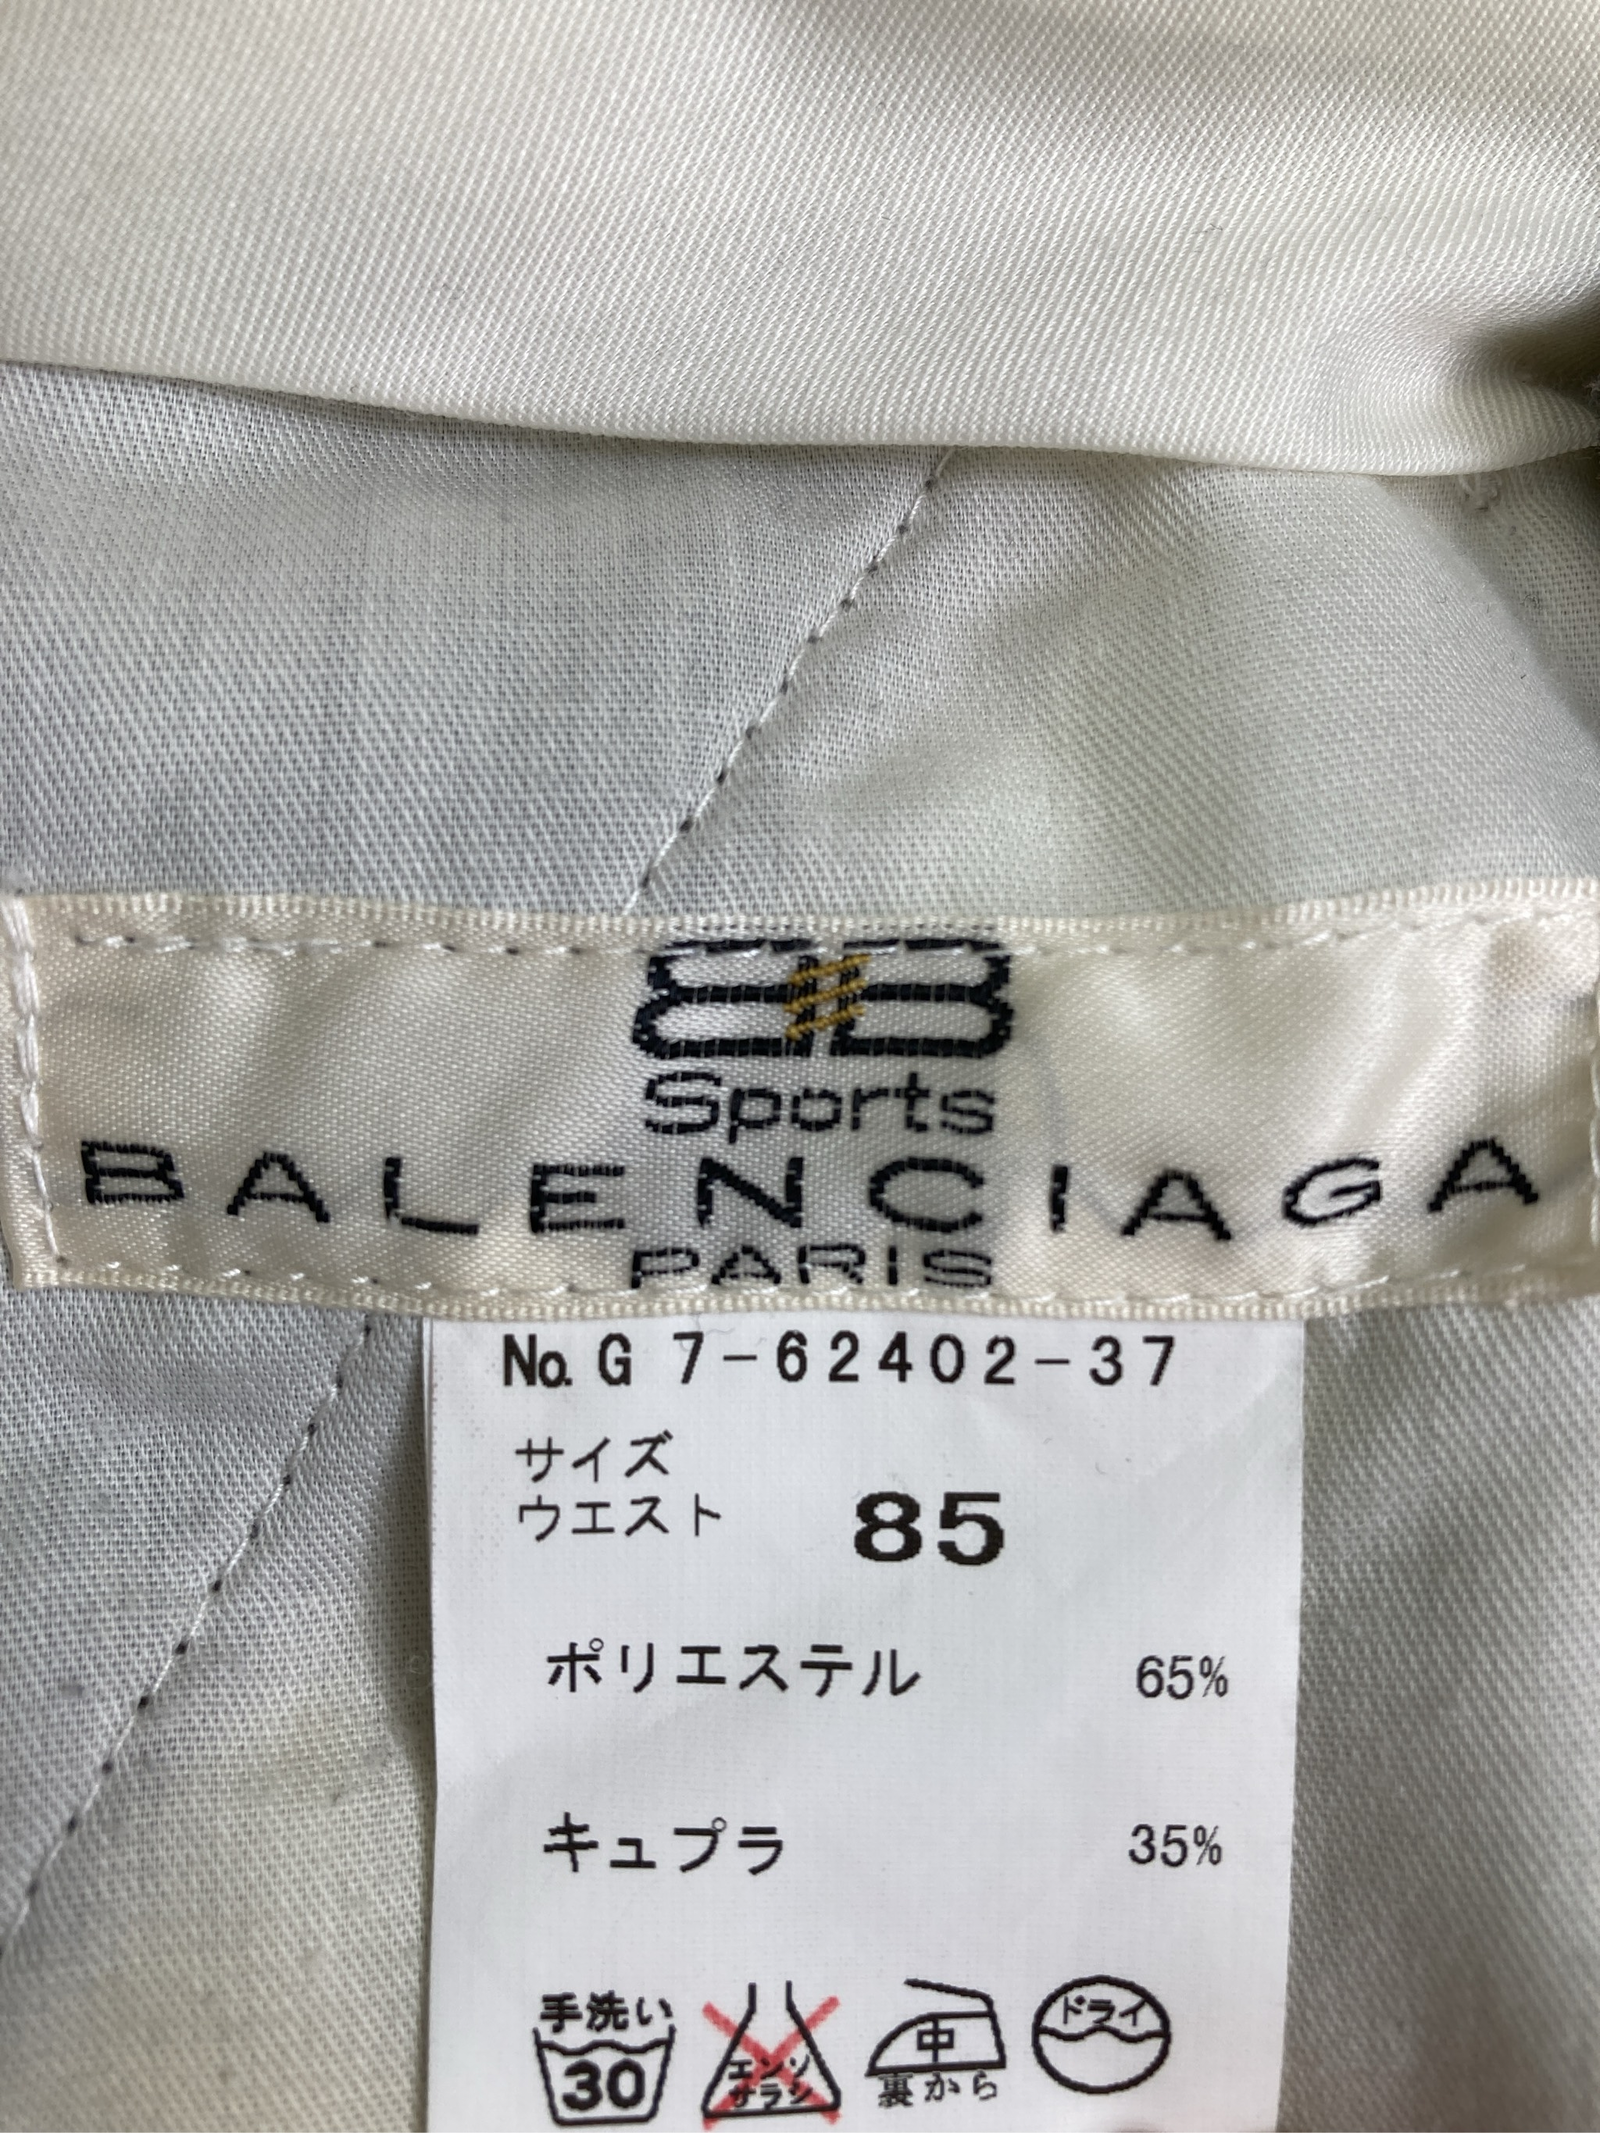 BB
Sports
BALENCIAGA
PARIS
No. G 7-62402-37
サイズ
ウエスト 85
ポリエステル 65%
キュプラ 35%
手洗い
30
エンソ
サラシ
中
裏から
ドライ